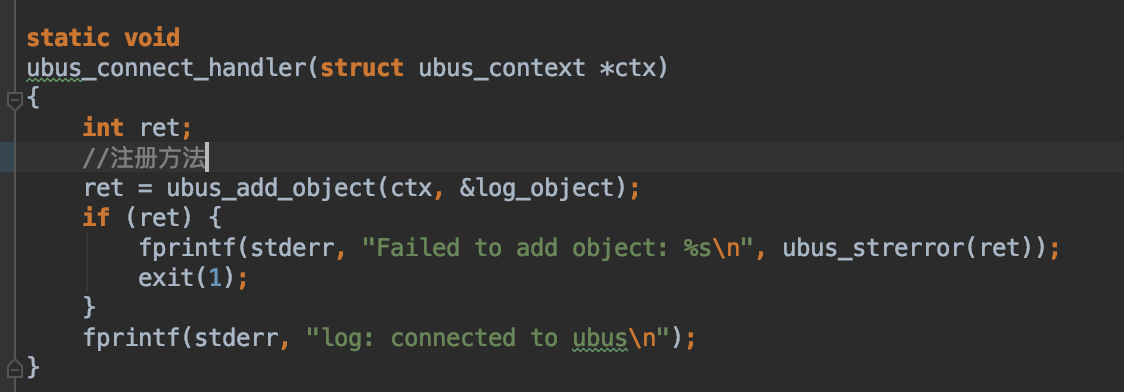 static void
ubus_connect_handler(struct ubus_context *ctx)
{
    int ret;
    //注册方法
    ret = ubus_add_object(ctx, &log_object);
    if (ret) {
        fprintf(stderr, "Failed to add object: %s\n", ubus_strerror(ret));
        exit(1);
    }
    fprintf(stderr, "log: connected to ubus\n");
}